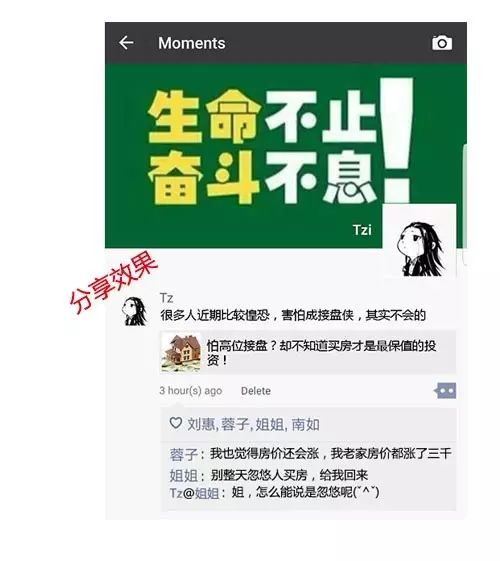 Moments
生命不止
奋斗不息!
Tzi
分享效果
Tz
很多人近期比较惶恐，害怕成接盘侠，其实不会的
怕高位接盘？却不知道买房才是最保值的投
资！
3 hour(s) ago Delete
刘惠, 蓉子, 姐姐, 南如
蓉子：我也觉得房价还会涨，我老家房价都涨了三千
姐姐：别整天忽悠人买房，给我回来
Tz@姐姐：姐，怎么能说是忽悠呢(ˇ^ˇ)